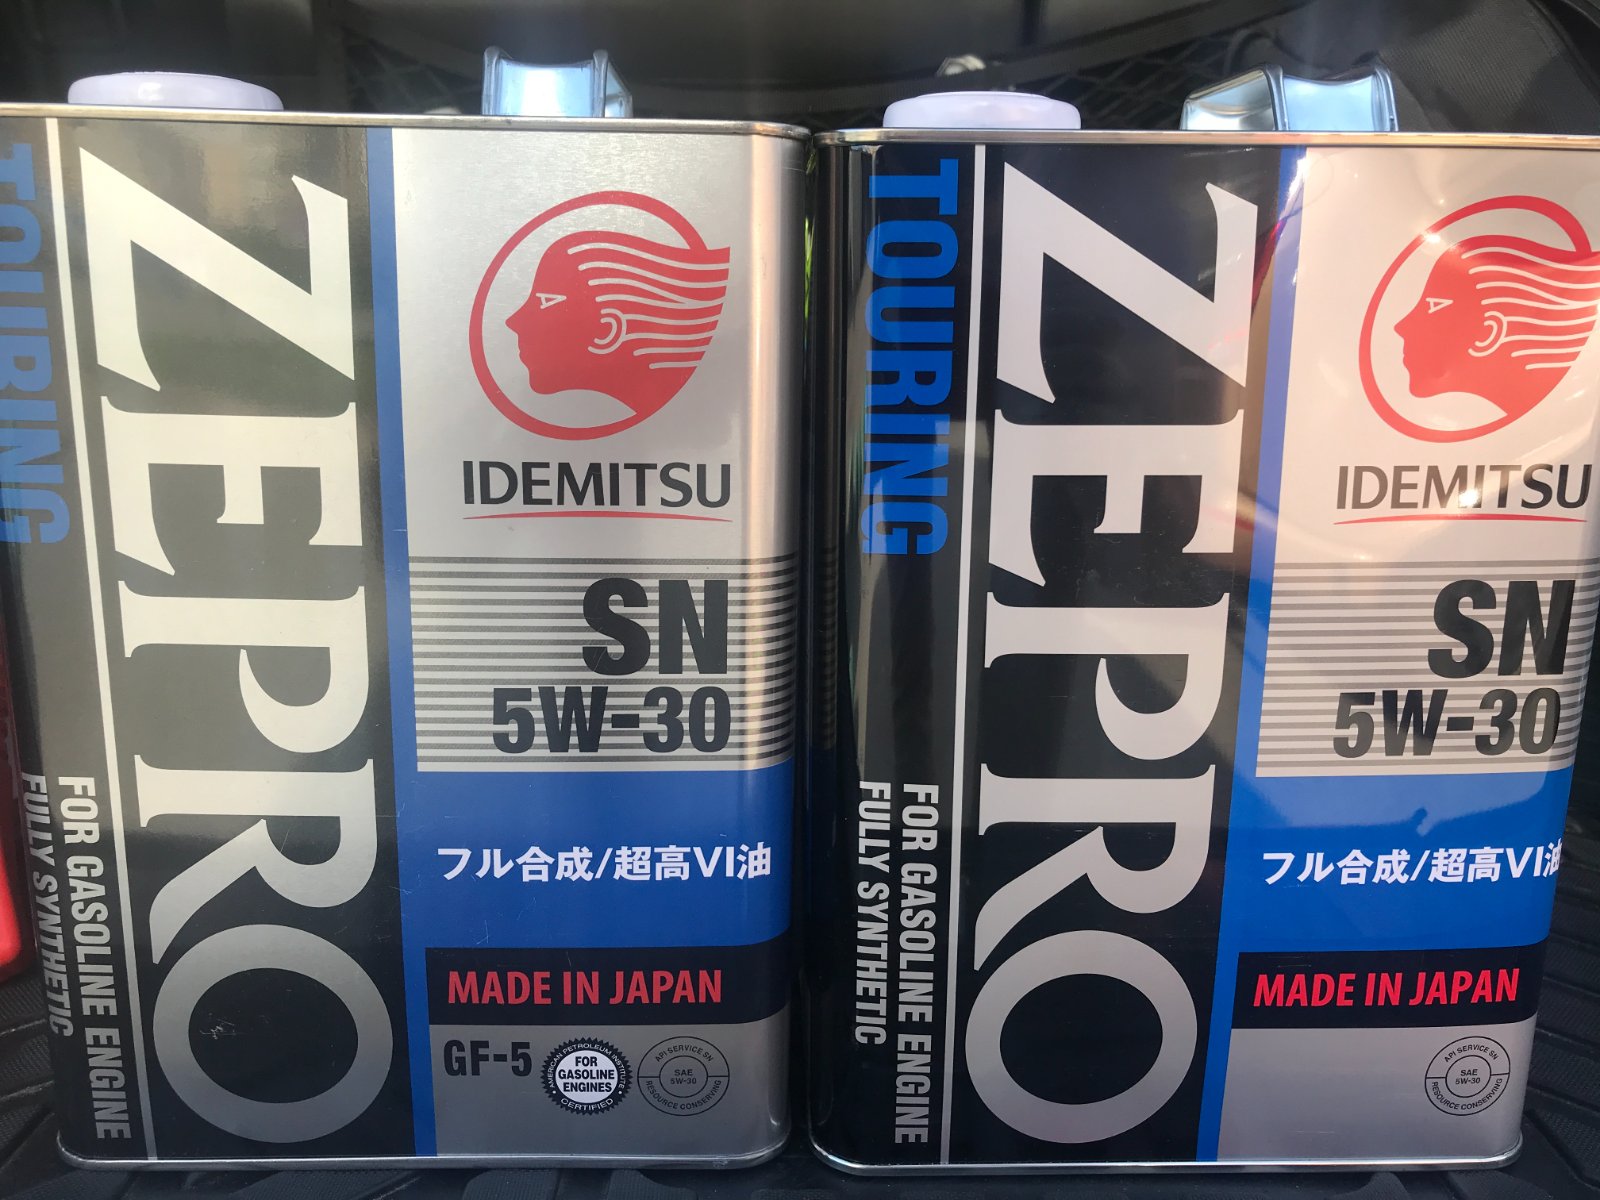 TOURING
ZEPRO
FOR GASOLINE ENGINE
FULLY SYNTHETIC
IDEMITSU
SN
5W-30
フル合成/超高VI油
MADE IN JAPAN
GF-5
AMERICAN PETROLEUM INSTITUTE
FOR
GASOLINE
ENGINES
CERTIFIED
API SERVICE SN
SAE
5W-30
RESOURCE CONSERVING
TOURING
ZEPRO
FOR GASOLINE ENGINE
FULLY SYNTHETIC
IDEMITSU
SN
5W-30
フル合成/超高VI油
MADE IN JAPAN
API SERVICE SN
SAE
5W-30
RESOURCE CONSERVING